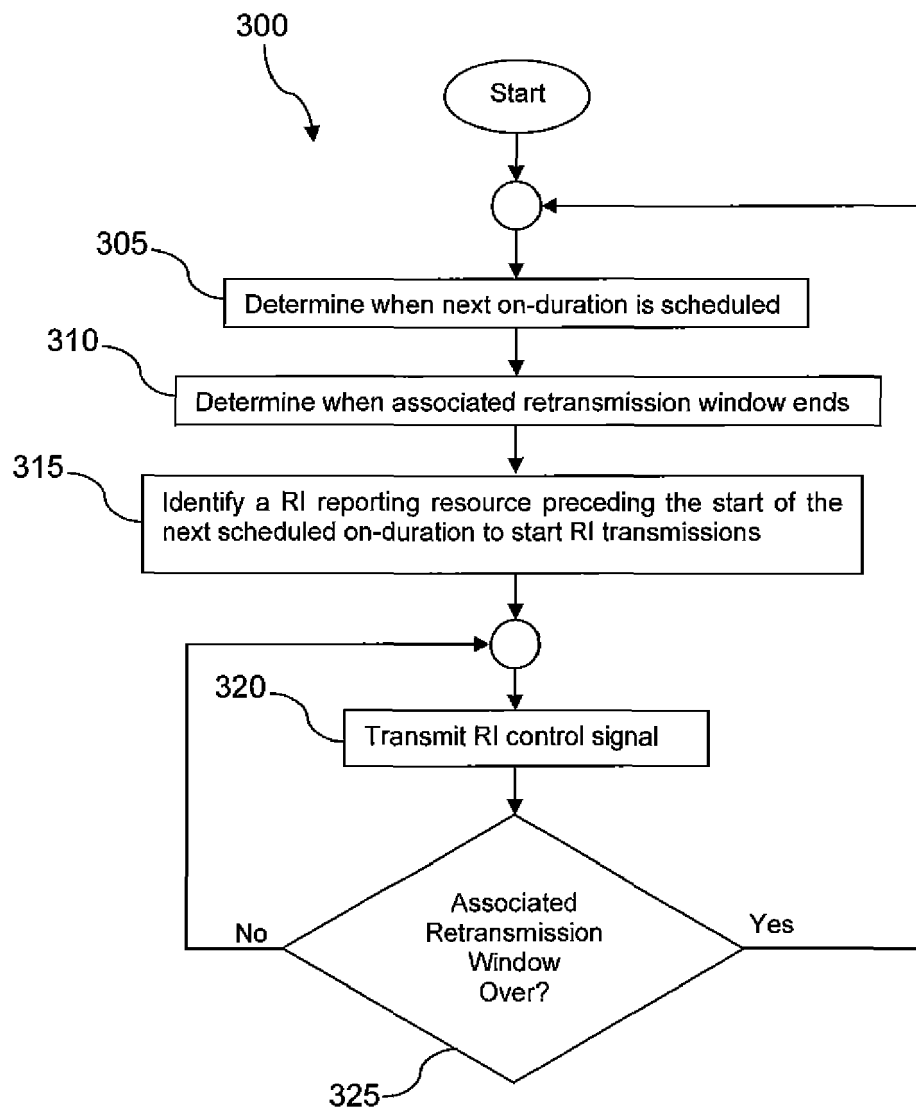 300
Start
305
Determine when next on-duration is scheduled
310
Determine when associated retransmission window ends
315
Identify a RI reporting resource preceding the start of the
next scheduled on-duration to start RI transmissions
320
Transmit RI control signal
Associated
Retransmission
Window
Over?
No
Yes
325